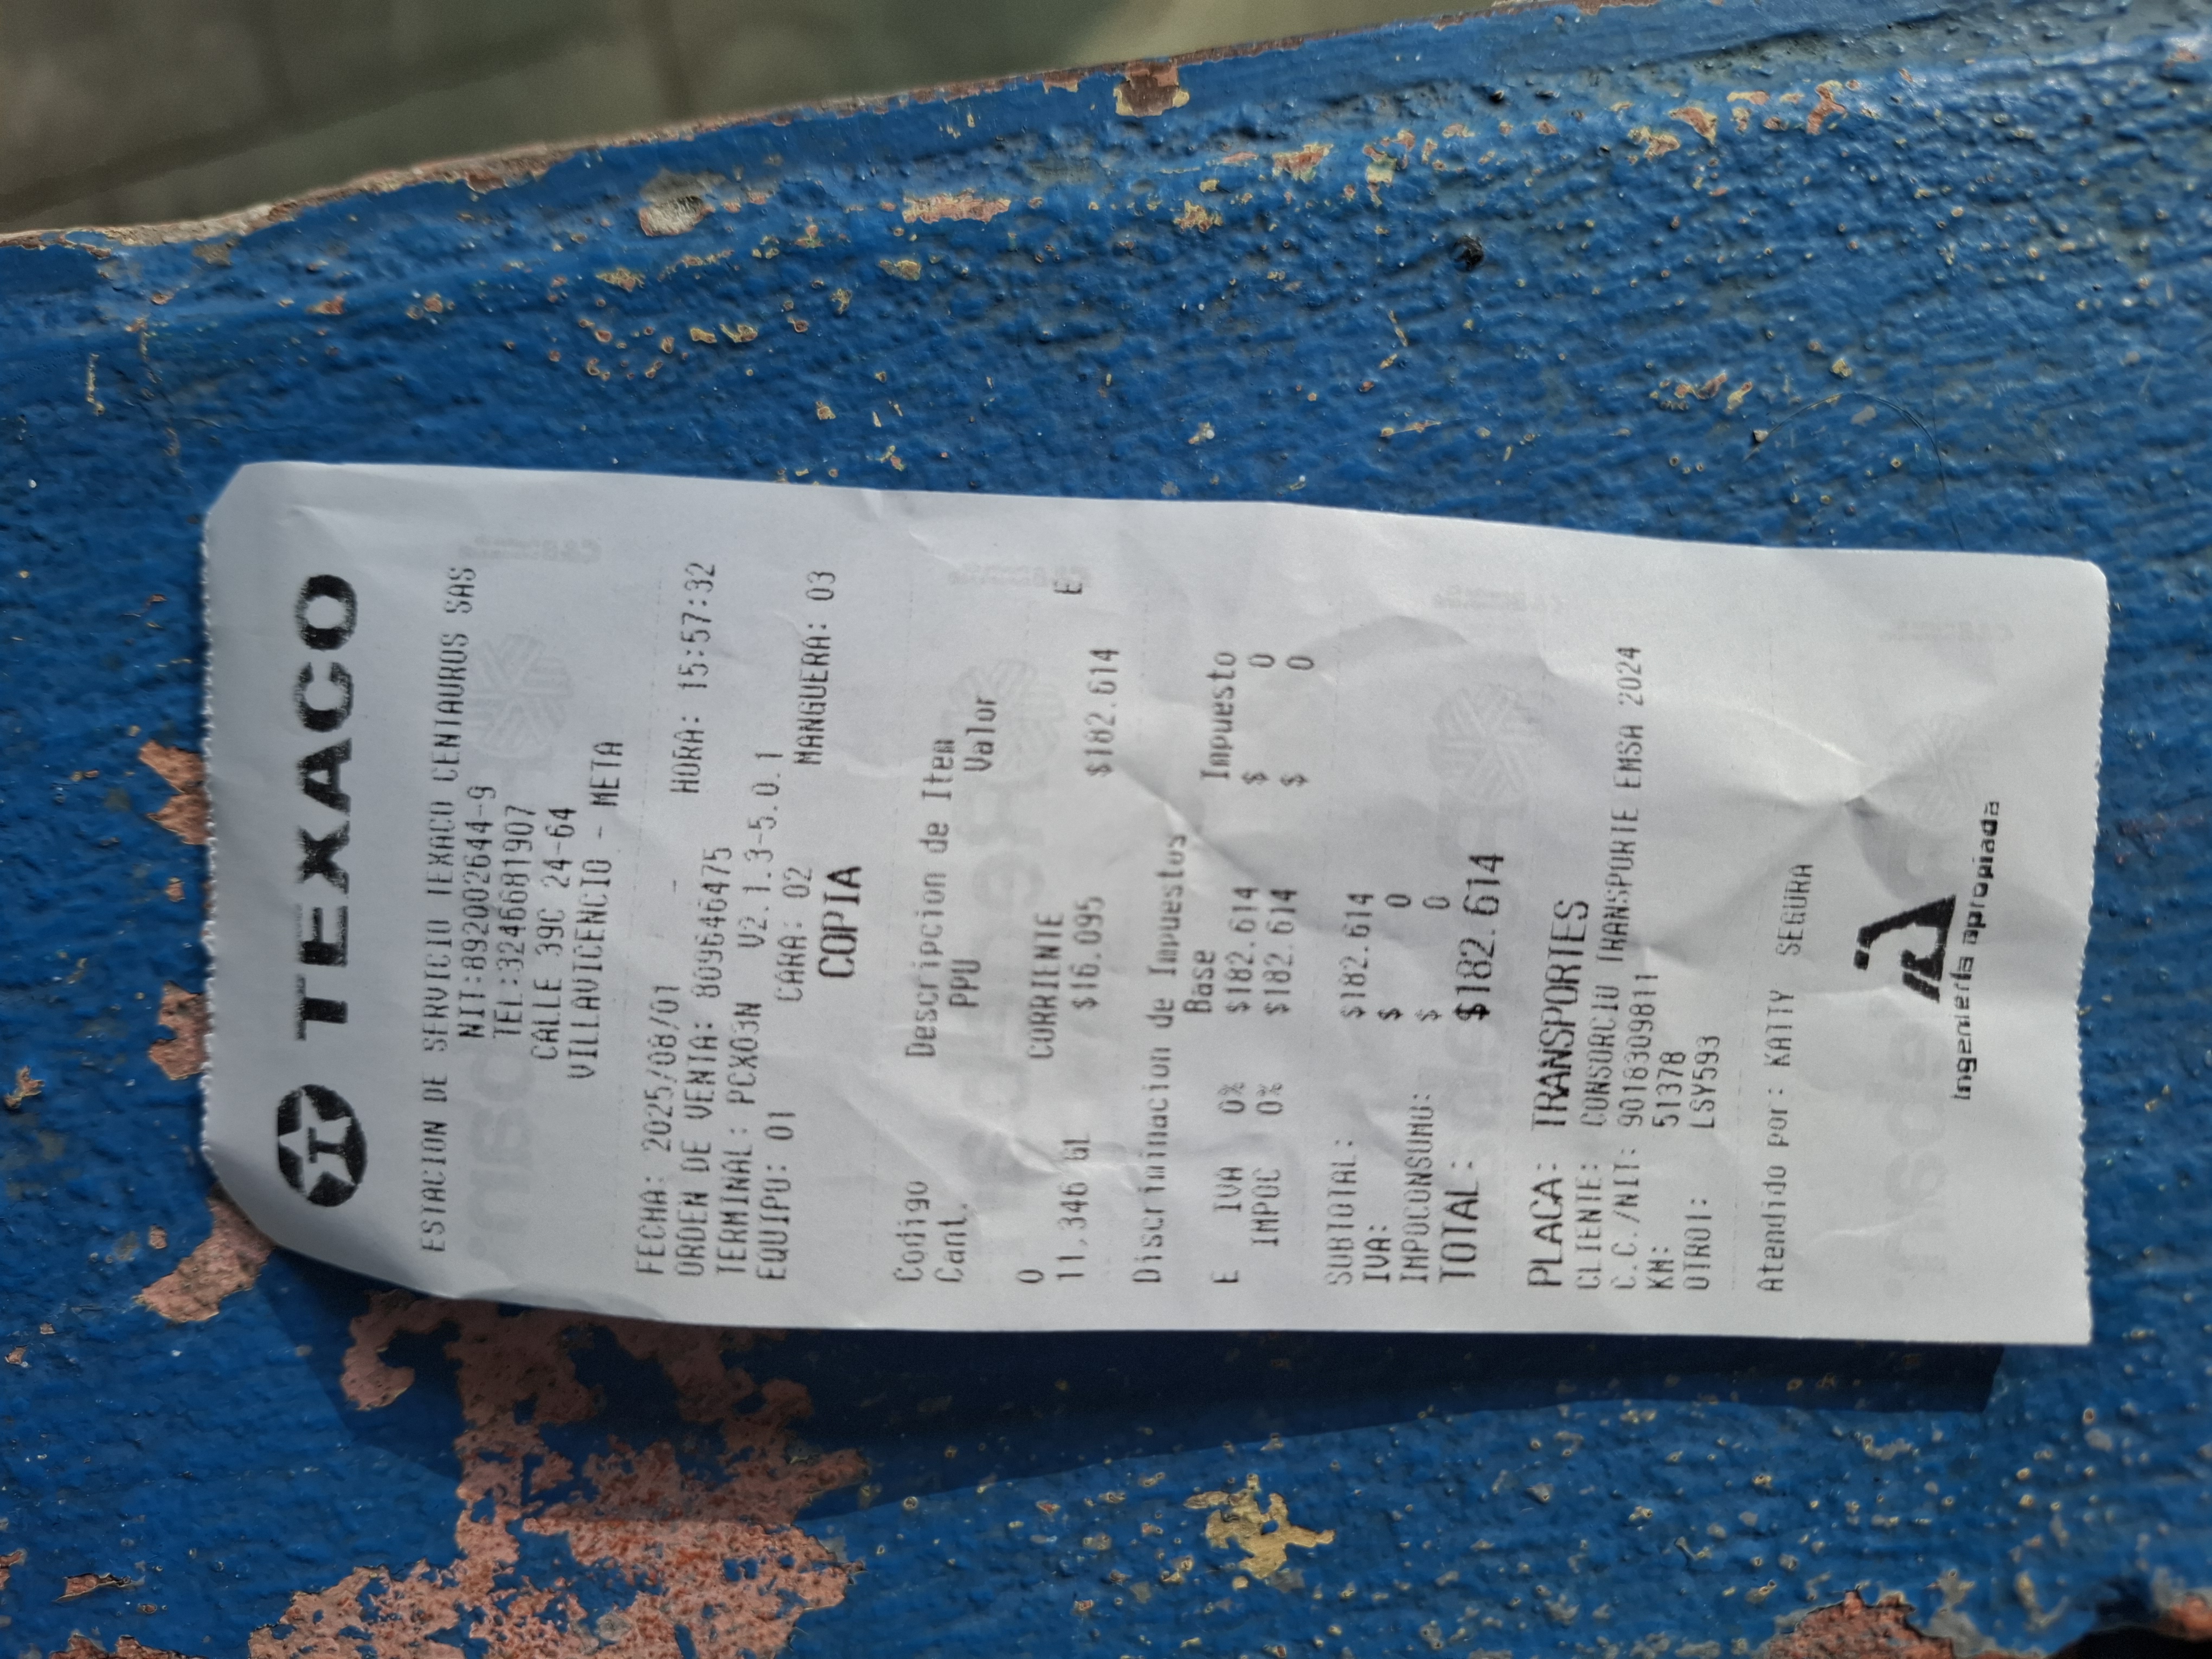 TEXACO
ESTACION DE SERVICIO TEXACO CENTAUROS SAS
NIT:892002644-9
TEL:3246681907
CALLE 39C 24-64
VILLAVICENCIO - META
-
FECHA: 2025/08/01 HORA: 15:57:32
ORDEN DE VENTA: 809646475
TERMINAL: PCX03N V2.1.3-5.0.1
EQUIPO: 01 CARA: 02 MANGUERA: 03
COPIA
Codigo Descripcion de Item
Cant. PPU Valor
0 CORRIENTE E
11,346 GL $16.095 $182.614
Discriminacion de Impuestos
Base Impuesto
E IVA 0% $182.614 $ 0
IMPOC 0% $182.614 $ 0
SUBTOTAL: $182.614
IVA: $ 0
IMPOCONSUMO: $ 0
TOTAL: $182.614
PLACA: TRANSPORTES
CLIENTE: CONSORCIO TRANSPORTE EMSA 2024
C.C./NIT: 9018309811
KM: 51378
OTRO1: LSY593
Atendido por: KATTY SEGURA
Ingeniería apropiada